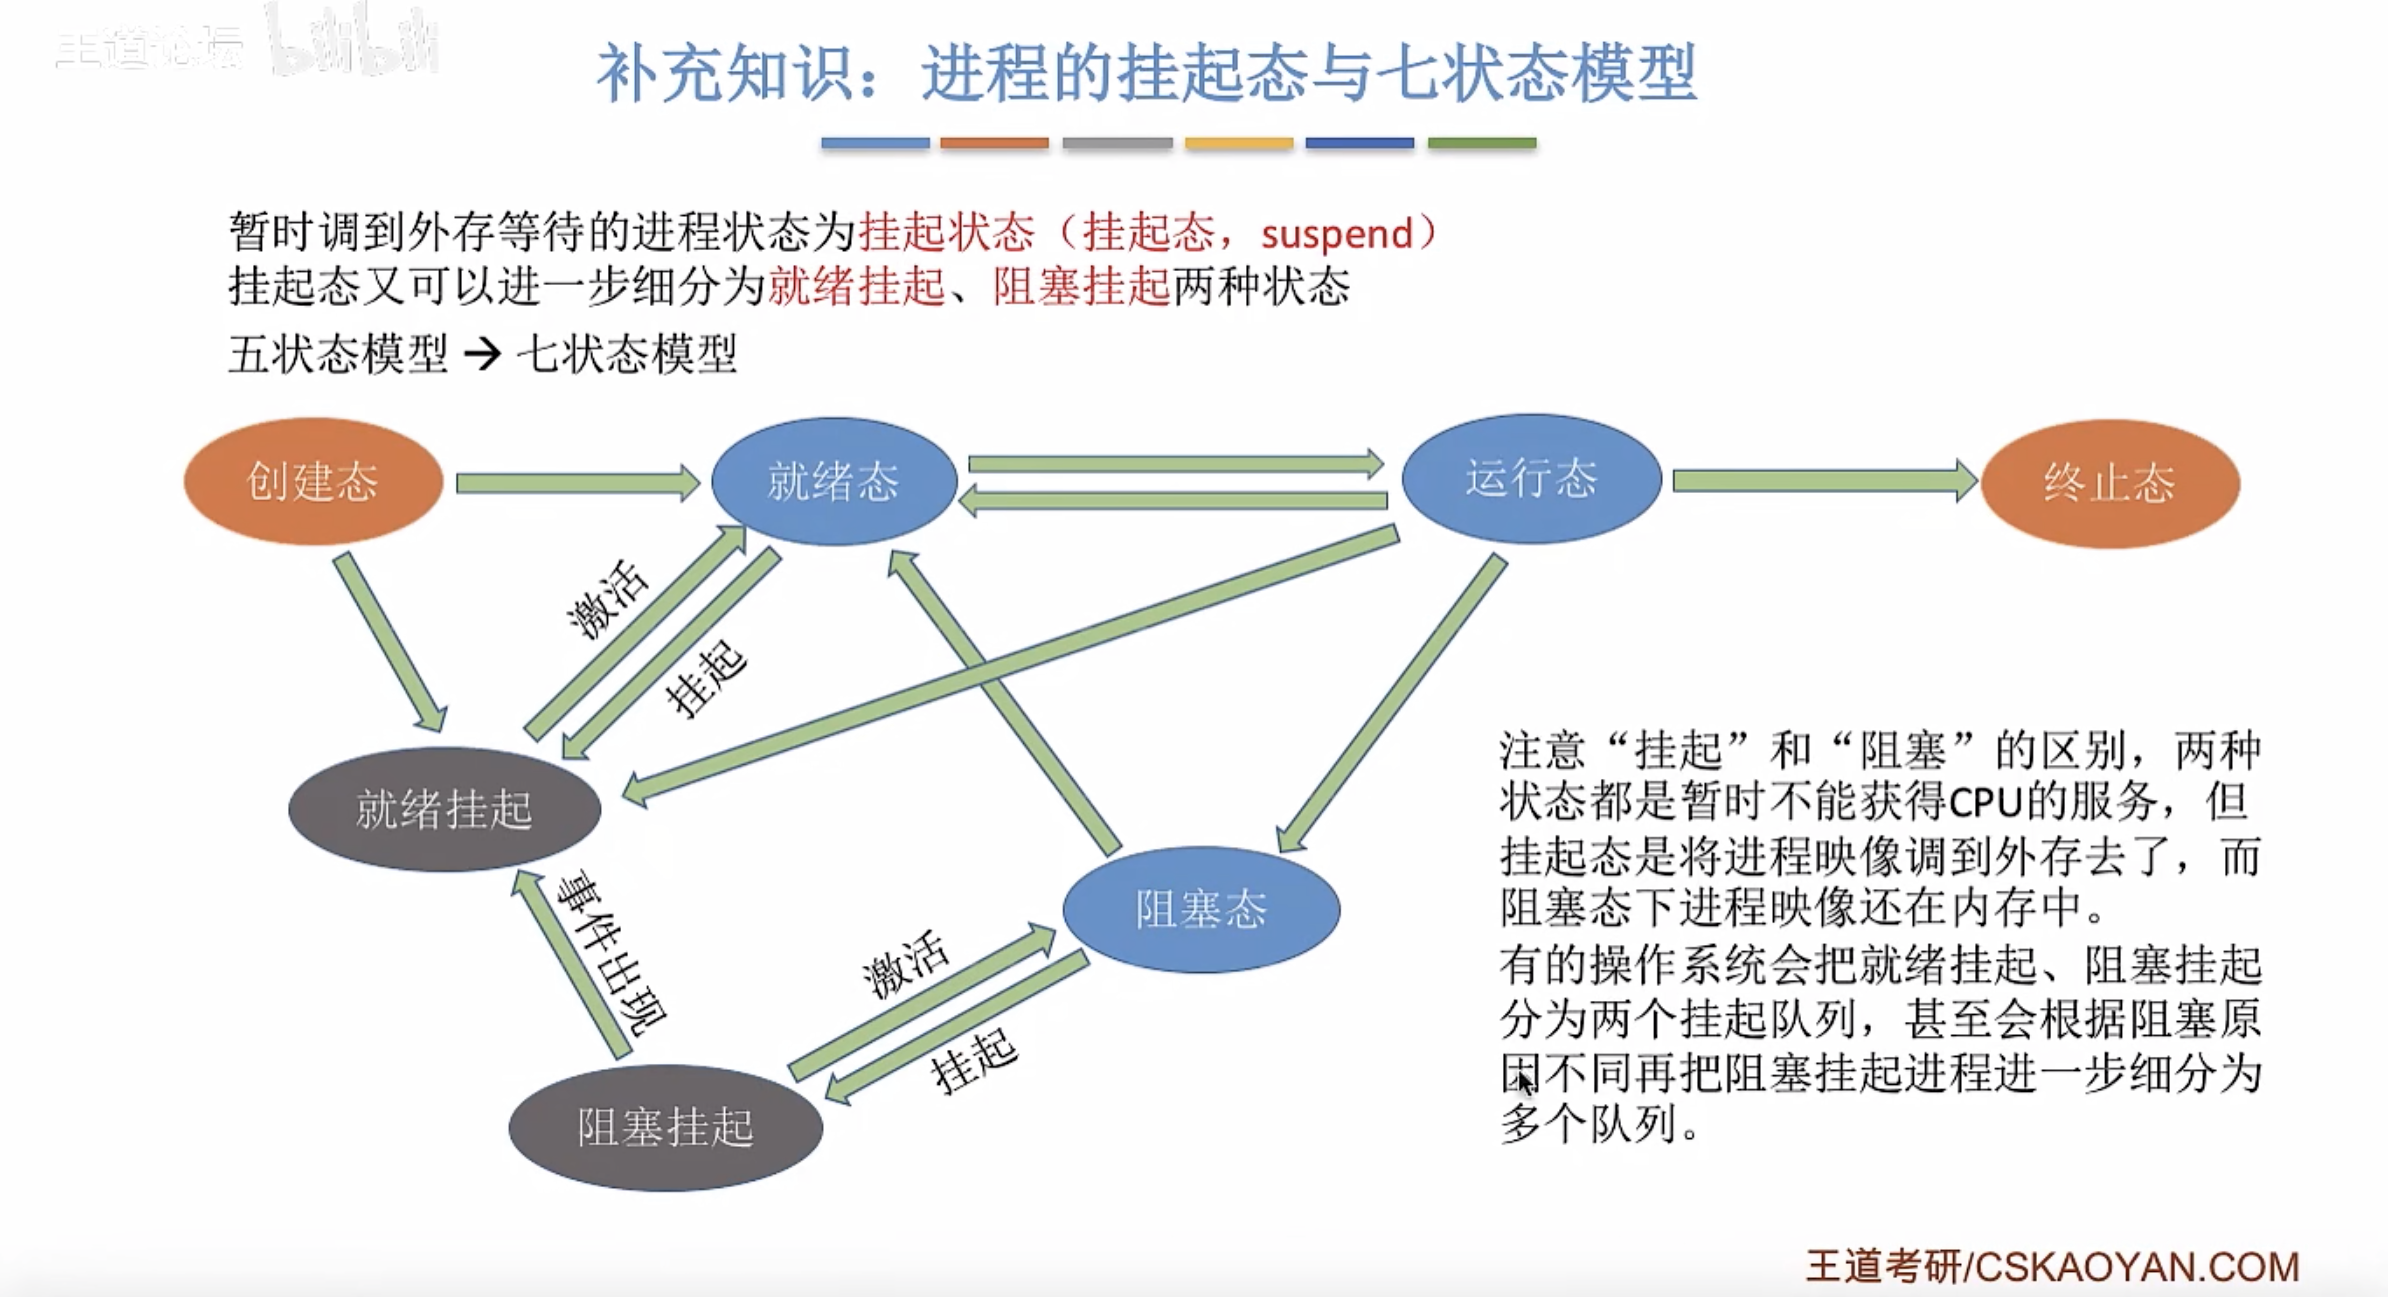 王道论坛 bilibili
补充知识：进程的挂起态与七状态模型
暂时调到外存等待的进程状态为挂起状态（挂起态，suspend）
挂起态又可以进一步细分为就绪挂起、阻塞挂起两种状态
五状态模型 → 七状态模型
创建态
就绪态
运行态
终止态
激活
挂起
就绪挂起
事件出现
阻塞态
激活
挂起
阻塞挂起
注意“挂起”和“阻塞”的区别，两种
状态都是暂时不能获得CPU的服务，但
挂起态是将进程映像调到外存去了，而
阻塞态下进程映像还在内存中。
有的操作系统会把就绪挂起、阻塞挂起
分为两个挂起队列，甚至会根据阻塞原
因不同再把阻塞挂起进程进一步细分为
多个队列。
王道考研/CSKAOYAN.COM